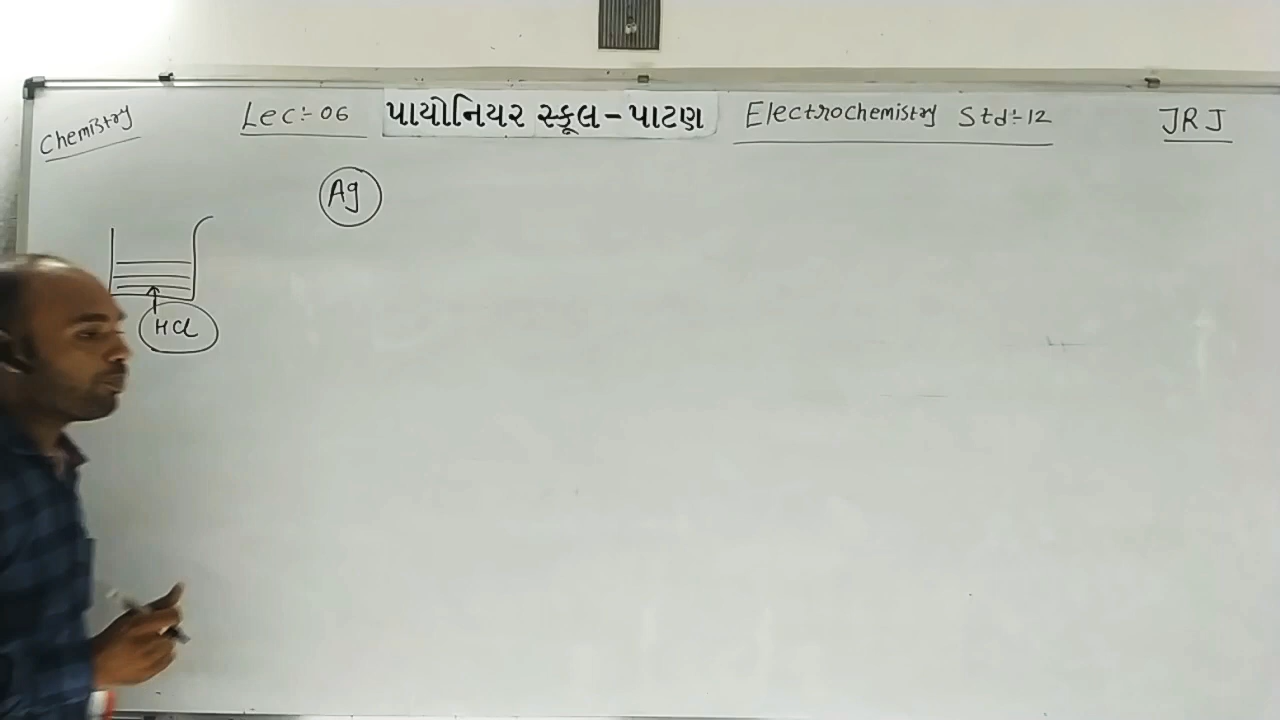 Chemistry Lec:- 06 પાયોનિયર સ્કૂલ - પાટણ Electrochemistry Std:- 12 JRJ
Ag
HCl